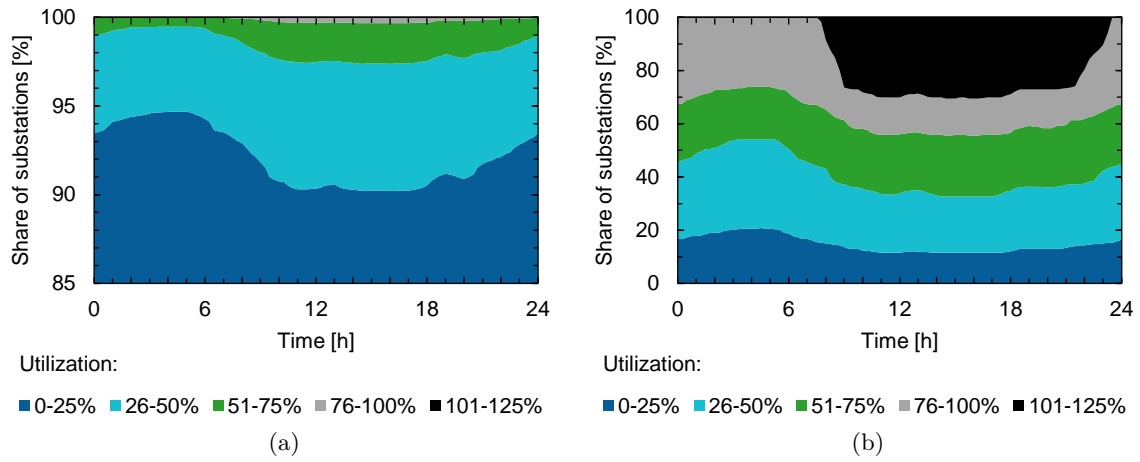 Share of substations [%]
100
95
90
85
0 6 12 18 24
Time [h]
Utilization:
0-25% 26-50% 51-75% 76-100% 101-125%
(a)
Share of substations [%]
100
80
60
40
20
0
0 6 12 18 24
Time [h]
Utilization:
0-25% 26-50% 51-75% 76-100% 101-125%
(b)